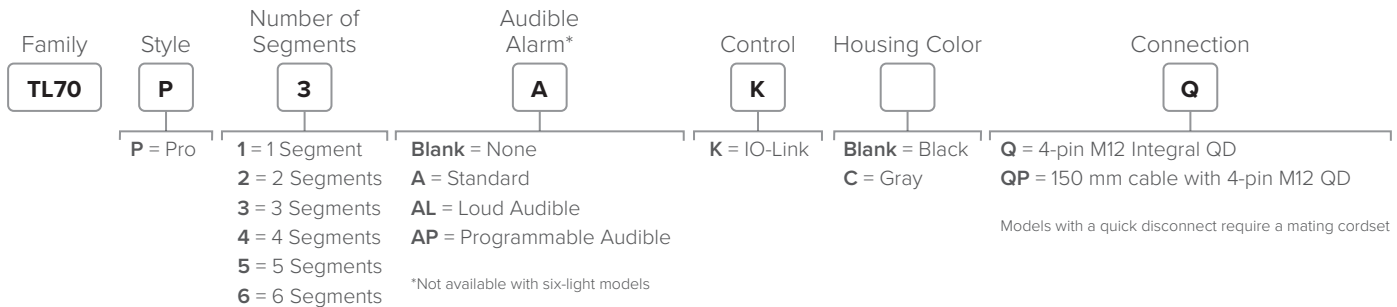 Family
Style
Number of
Segments
Audible
Alarm*
Control
Housing Color
Connection
TL70
P
3
A
K
Q
P = Pro
1 = 1 Segment
2 = 2 Segments
3 = 3 Segments
4 = 4 Segments
5 = 5 Segments
6 = 6 Segments
Blank = None
A = Standard
AL = Loud Audible
AP = Programmable Audible
*Not available with six-light models
K = IO-Link
Blank = Black
C = Gray
Q = 4-pin M12 Integral QD
QP = 150 mm cable with 4-pin M12 QD
Models with a quick disconnect require a mating cordset